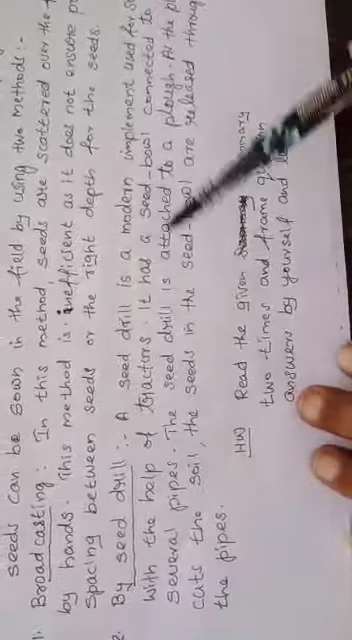 seeds can be sown in the field by using two methods:-
1. Broadcasting: In this method, seeds are scattered over the
by hands. This method is inefficient as it does not ensure
spacing between seeds or the right depth for the seeds.
2. By seed drill:- A seed drill is a modern implement used for
with the help of tractors. It has a seed-bowl connected to
several pipes. The seed drill is attached to a plough. As the
cuts the soil, the seeds in the seed-bowl are released through
the pipes.
HW Read the given summary
two times and frame
answers by yourself and